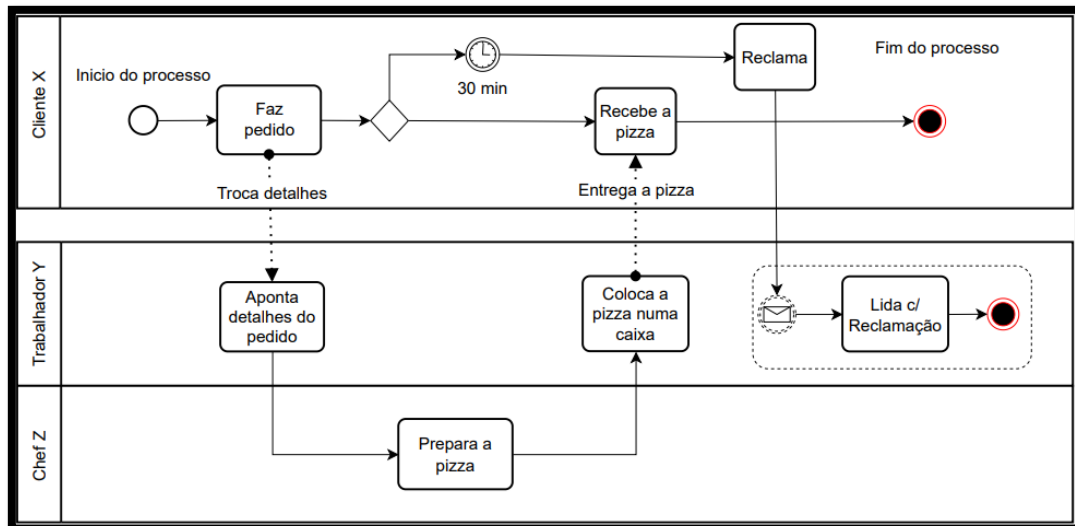 Cliente X
Inicio do processo
Faz
pedido
30 min
Reclama
Fim do processo
Recebe a
pizza
Troca detalhes
Entrega a pizza
Trabalhador Y
Aponta
detalhes do
pedido
Coloca a
pizza numa
caixa
Lida c/
Reclamação
Chef Z
Prepara a
pizza